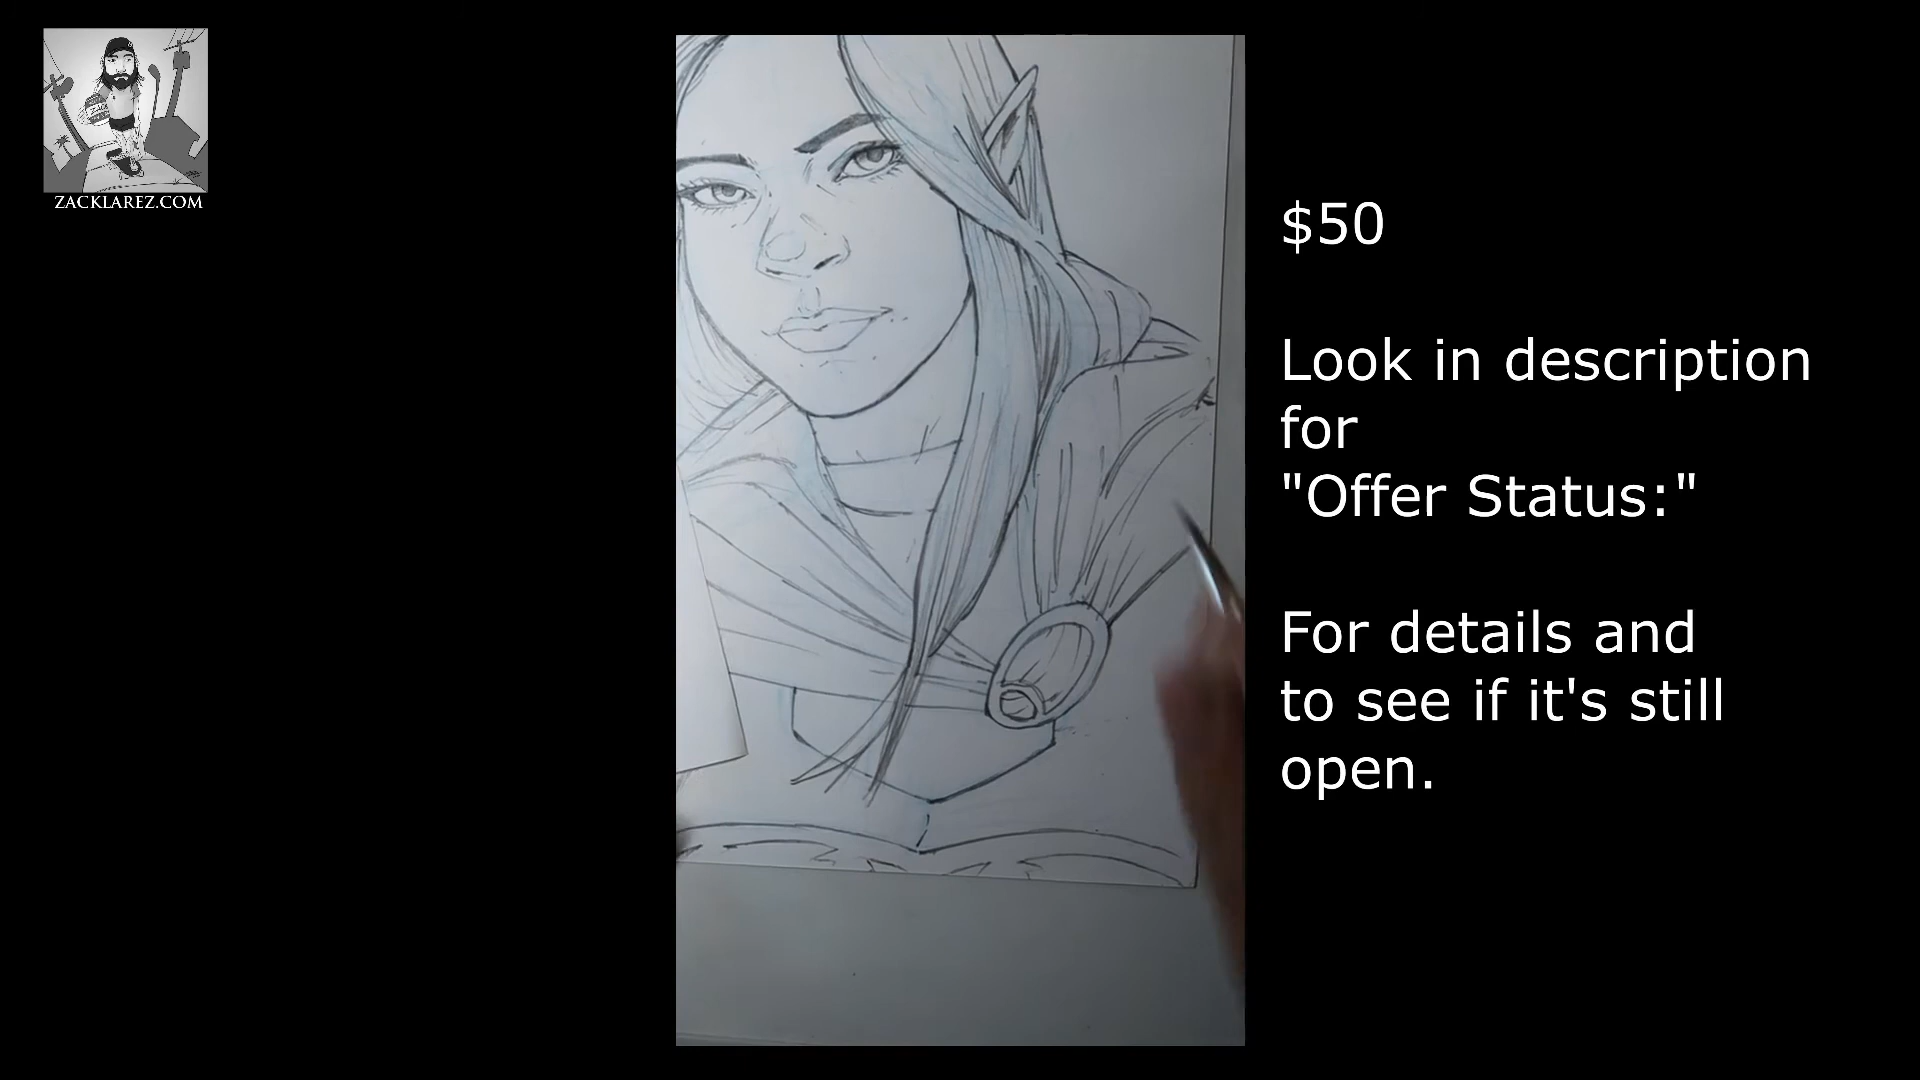 ZACKLAREZ.COM
$50
Look in description
for
"Offer Status:"
For details and
to see if it's still
open.